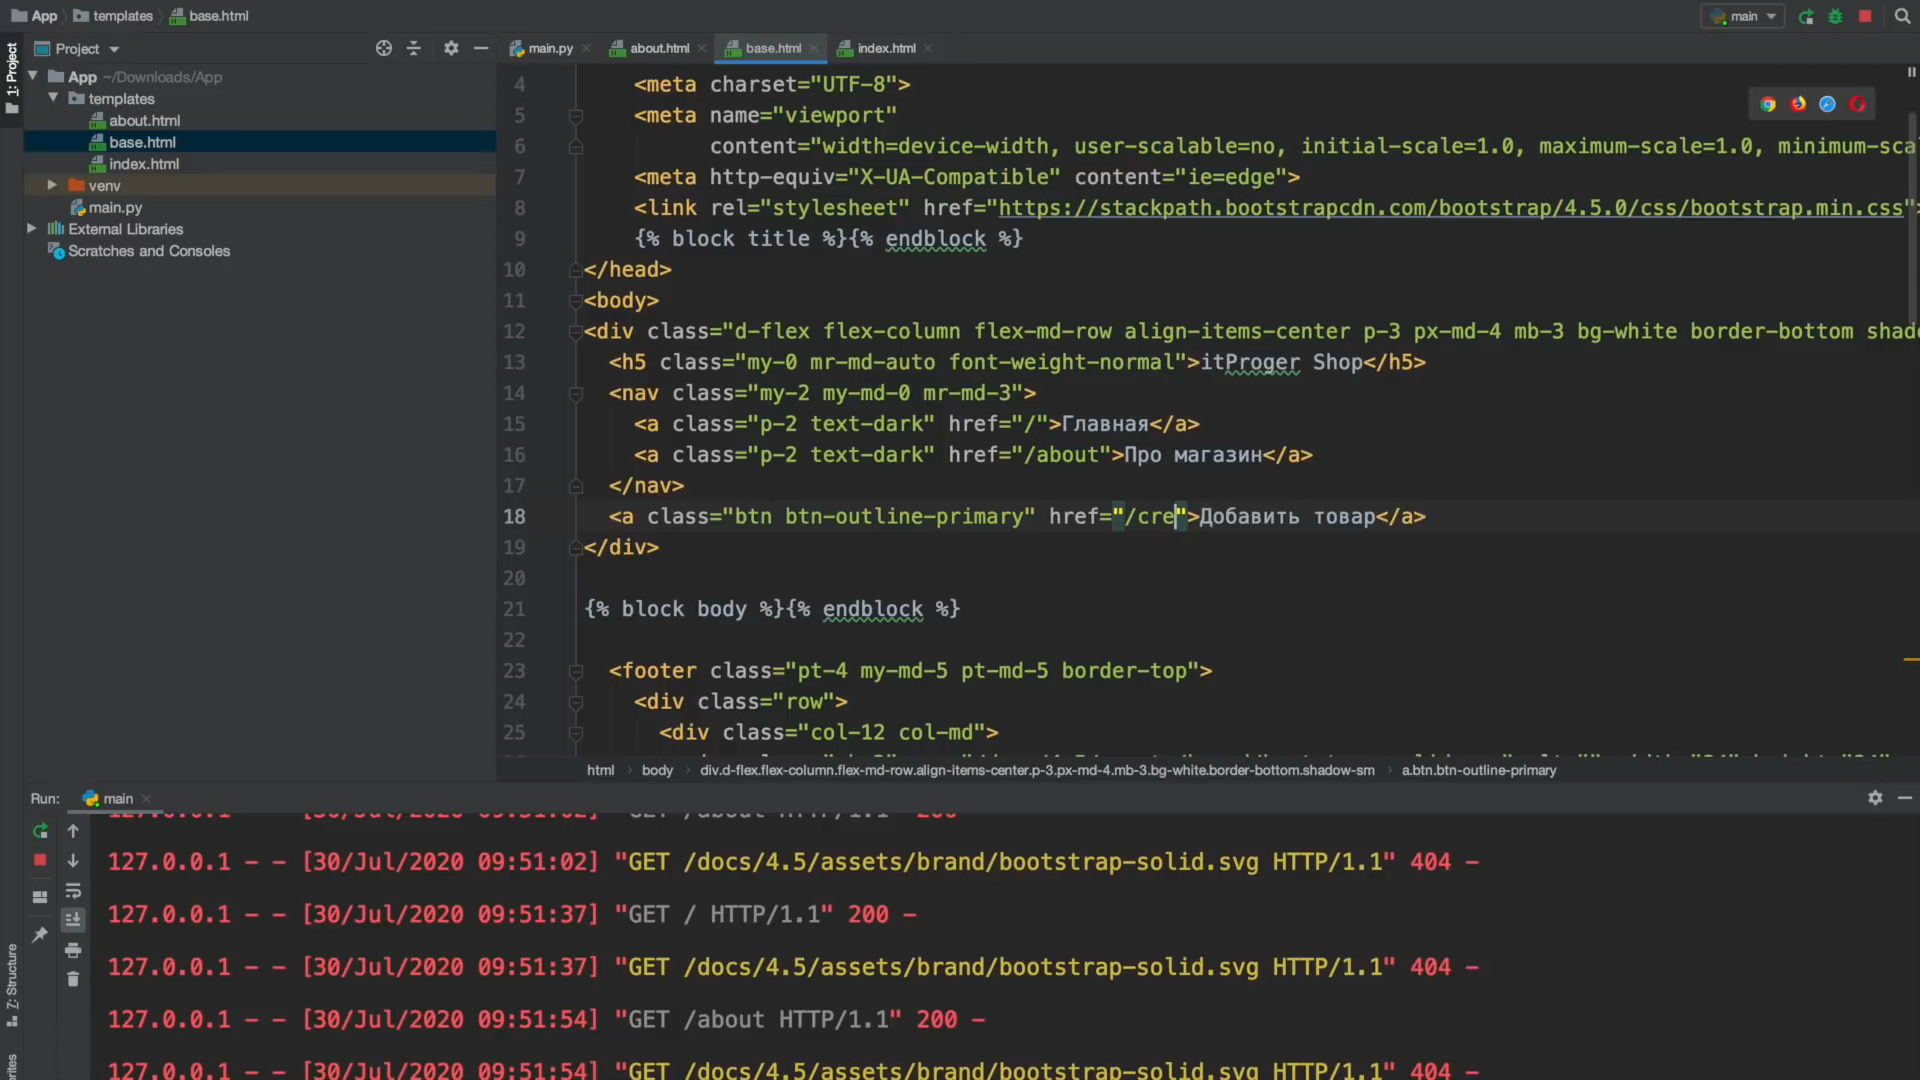 App templates base.html
main
1: Project
Project
App ~/Downloads/App
templates
about.html
base.html
index.html
venv
main.py
External Libraries
Scratches and Consoles
main.py about.html base.html index.html
4 <meta charset="UTF-8">
5 <meta name="viewport"
6 content="width=device-width, user-scalable=no, initial-scale=1.0, maximum-scale=1.0, minimum-sca
7 <meta http-equiv="X-UA-Compatible" content="ie=edge">
8 <link rel="stylesheet" href="https://stackpath.bootstrapcdn.com/bootstrap/4.5.0/css/bootstrap.min.css">
9 {% block title %}{% endblock %}
10 </head>
11 <body>
12 <div class="d-flex flex-column flex-md-row align-items-center p-3 px-md-4 mb-3 bg-white border-bottom shado
13 <h5 class="my-0 mr-md-auto font-weight-normal">itProger Shop</h5>
14 <nav class="my-2 my-md-0 mr-md-3">
15 <a class="p-2 text-dark" href="/">Главная</a>
16 <a class="p-2 text-dark" href="/about">Про магазин</a>
17 </nav>
18 <a class="btn btn-outline-primary" href="/cre">Добавить товар</a>
19 </div>
20
21 {% block body %}{% endblock %}
22
23 <footer class="pt-4 my-md-5 pt-md-5 border-top">
24 <div class="row">
25 <div class="col-12 col-md">
html body div.d-flex.flex-column.flex-md-row.align-items-center.p-3.px-md-4.mb-3.bg-white.border-bottom.shadow-sm a.btn.btn-outline-primary
Run: main
127.0.0.1 - - [30/Jul/2020 09:51:02] "GET /about HTTP/1.1" 200 -
127.0.0.1 - - [30/Jul/2020 09:51:02] "GET /docs/4.5/assets/brand/bootstrap-solid.svg HTTP/1.1" 404 -
127.0.0.1 - - [30/Jul/2020 09:51:37] "GET / HTTP/1.1" 200 -
127.0.0.1 - - [30/Jul/2020 09:51:37] "GET /docs/4.5/assets/brand/bootstrap-solid.svg HTTP/1.1" 404 -
127.0.0.1 - - [30/Jul/2020 09:51:54] "GET /about HTTP/1.1" 200 -
127.0.0.1 - - [30/Jul/2020 09:51:54] "GET /docs/4.5/assets/brand/bootstrap-solid.svg HTTP/1.1" 404 -
Z: Structure